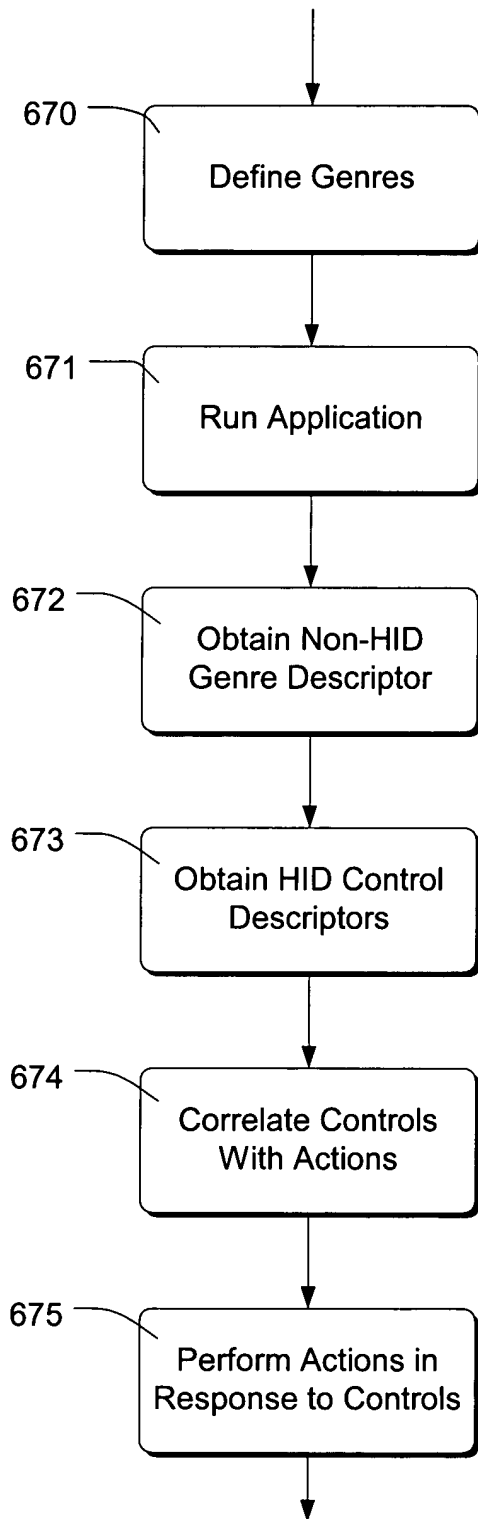 670
Define Genres
671
Run Application
672
Obtain Non-HID
Genre Descriptor
673
Obtain HID Control
Descriptors
674
Correlate Controls
With Actions
675
Perform Actions in
Response to Controls